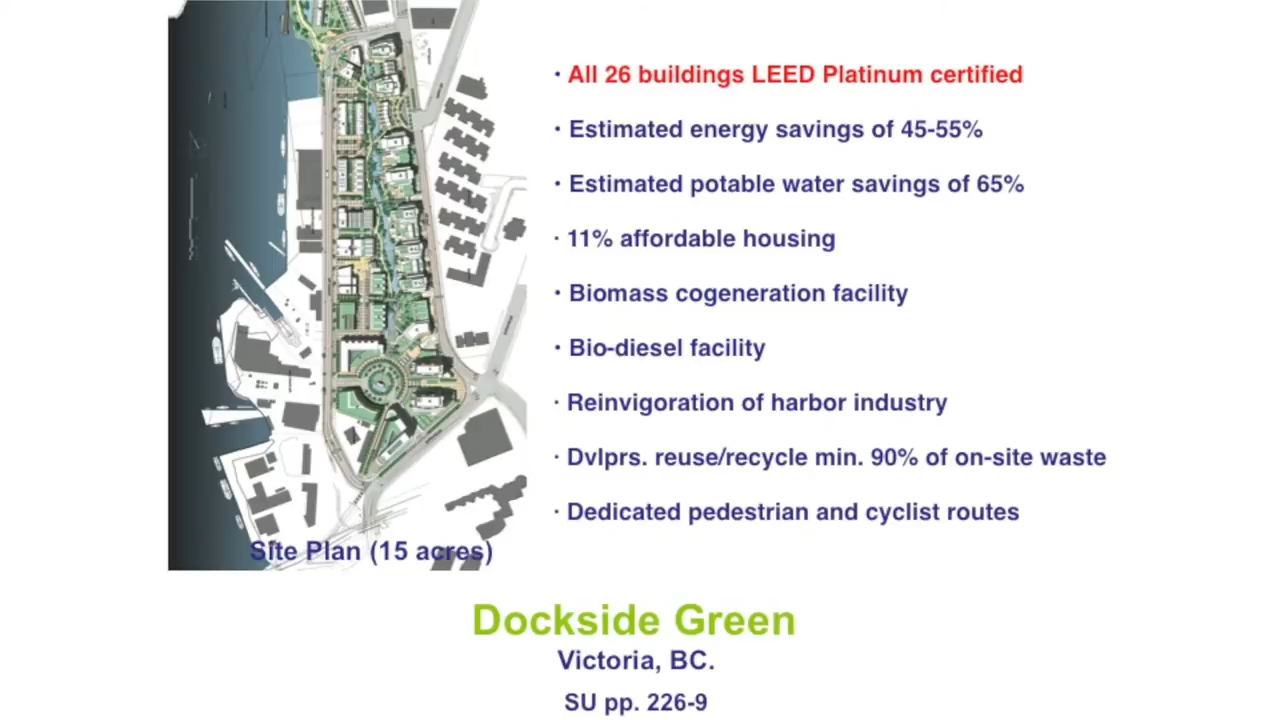 · All 26 buildings LEED Platinum certified
· Estimated energy savings of 45-55%
· Estimated potable water savings of 65%
· 11% affordable housing
· Biomass cogeneration facility
· Bio-diesel facility
· Reinvigoration of harbor industry
· Dvlprs. reuse/recycle min. 90% of on-site waste
· Dedicated pedestrian and cyclist routes
Site Plan (15 acres)
Dockside Green
Victoria, BC.
SU pp. 226-9